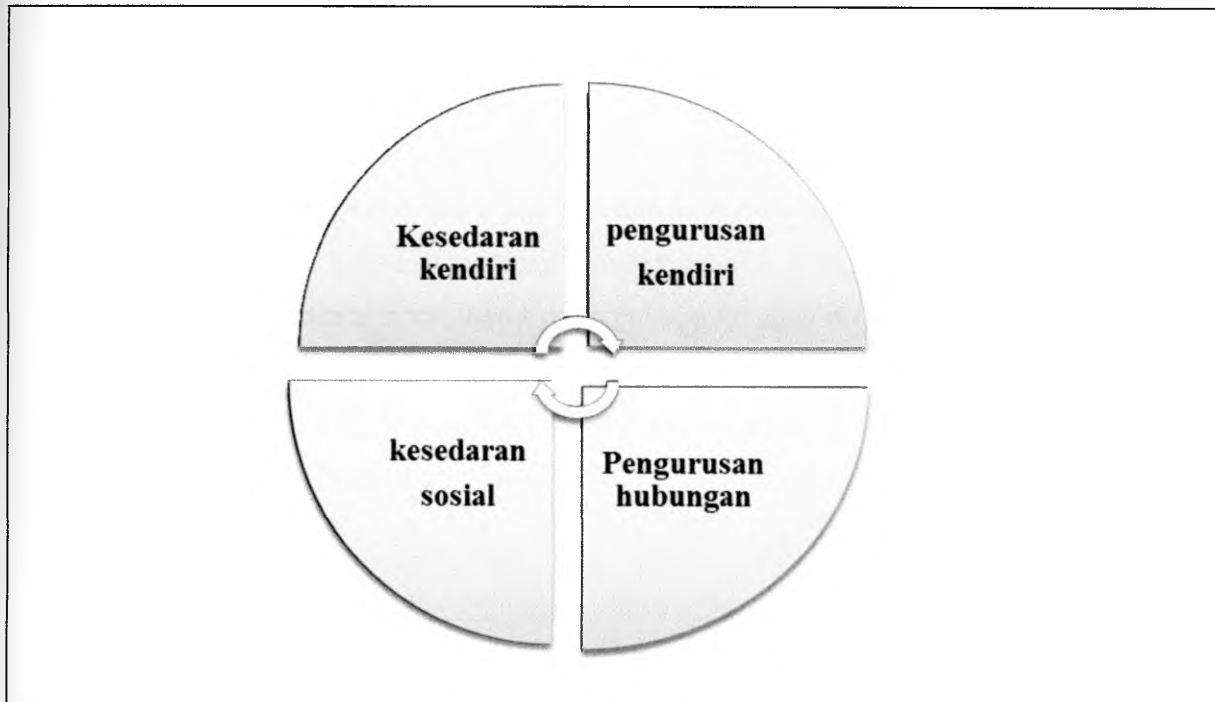 Kesedaran
kendiri
pengurusan
kendiri
kesedaran
sosial
Pengurusan
hubungan